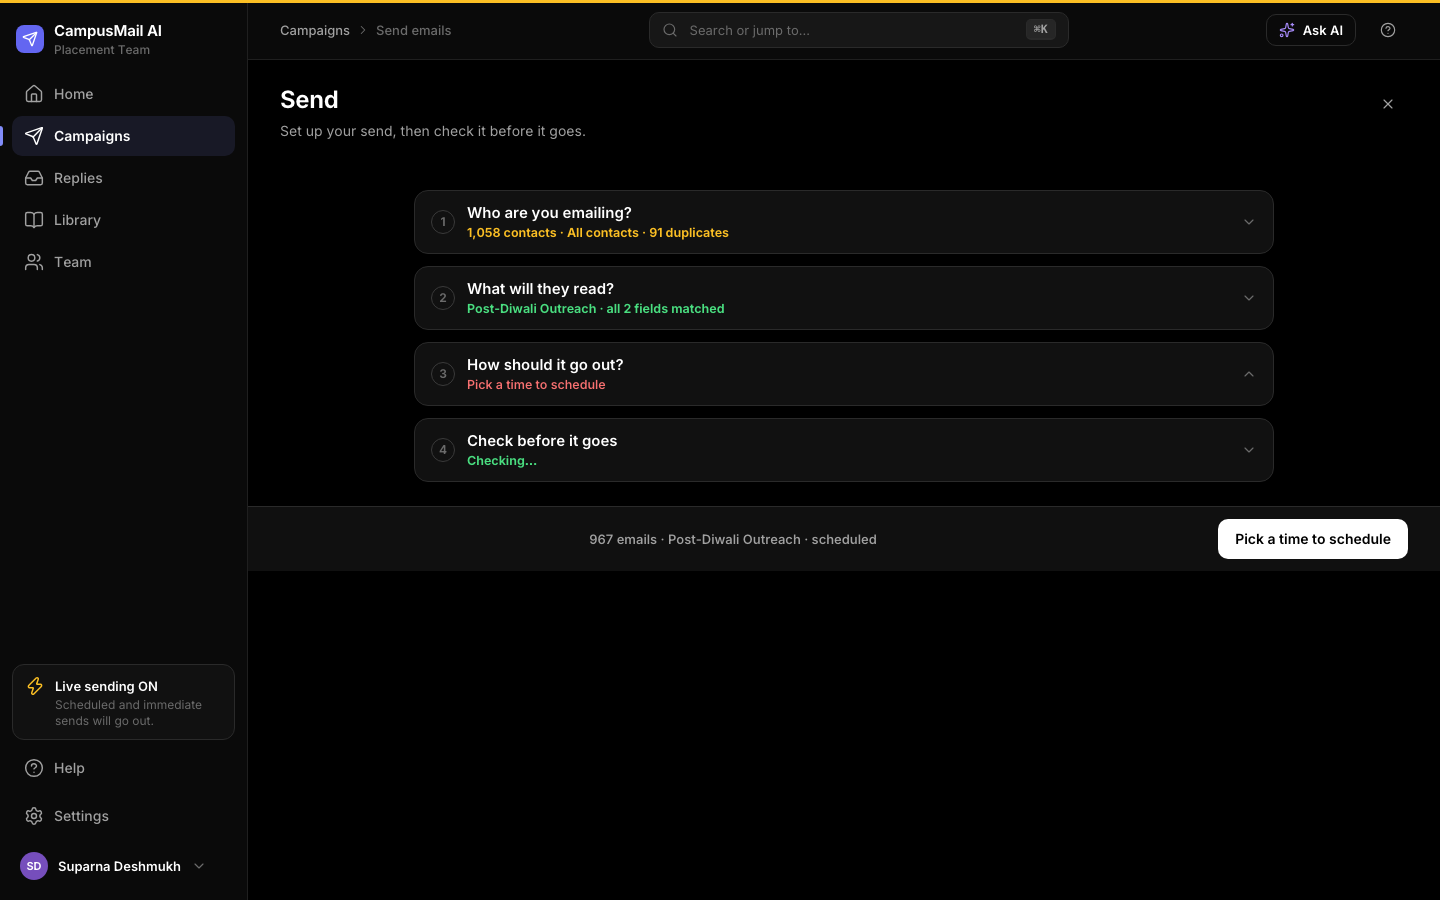 CampusMail AI
Placement Team
Home
Campaigns
Replies
Library
Team
Live sending ON
Scheduled and immediate
sends will go out.
Help
Settings
SD
Suparna Deshmukh
Campaigns
Send emails
Search or jump to...
⌘K
Ask AI
Send
Set up your send, then check it before it goes.
1
Who are you emailing?
1,058 contacts · All contacts · 91 duplicates
2
What will they read?
Post-Diwali Outreach · all 2 fields matched
3
How should it go out?
Pick a time to schedule
4
Check before it goes
Checking...
967 emails · Post-Diwali Outreach · scheduled
Pick a time to schedule